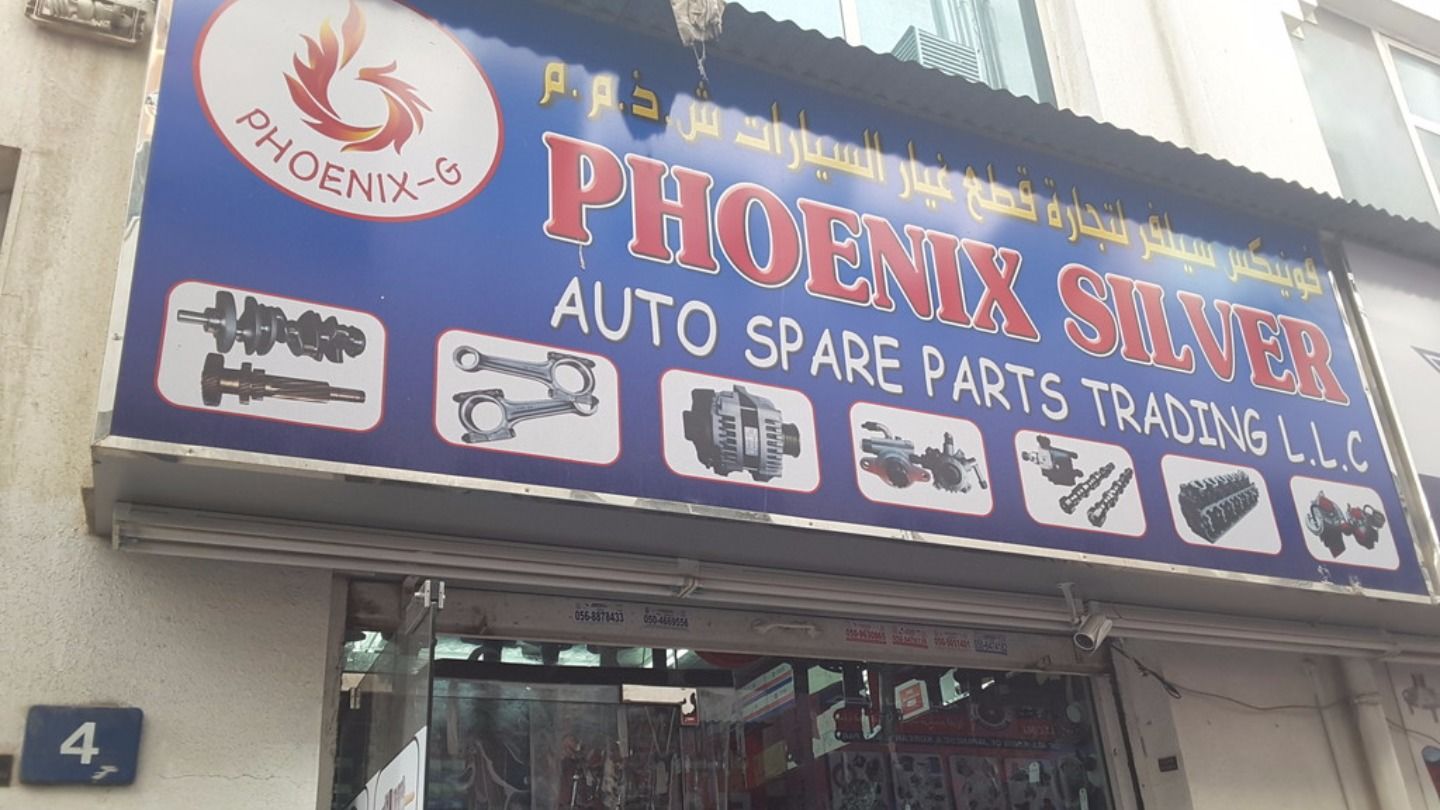 PHOENIX-G
فونيكس سيلفر لتجارة قطع غيار السيارات ش.ذ.م.م
PHOENIX SILVER
AUTO SPARE PARTS TRADING L.L.C
056-8878433 050-4669556
4